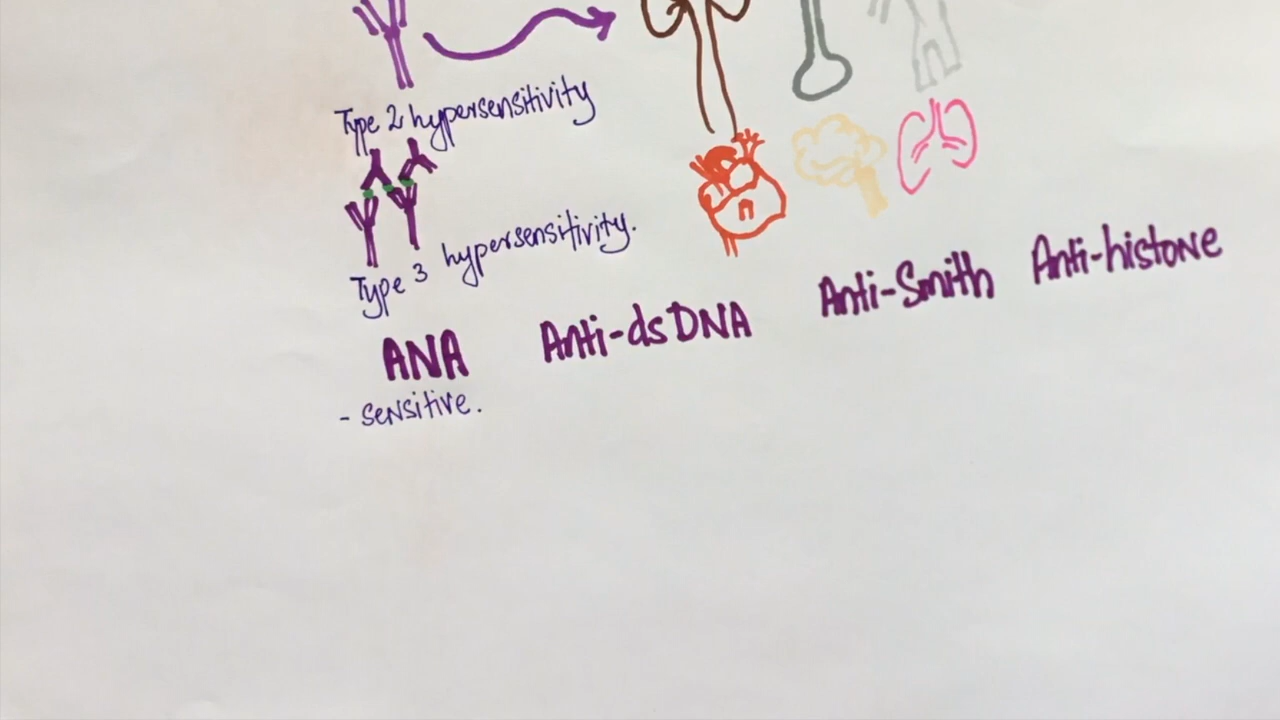 Type 2 hypersensitivity
Type 3 hypersensitivity.
ANA
Anti-dsDNA
Anti-Smith
Anti-histone
- sensitive.